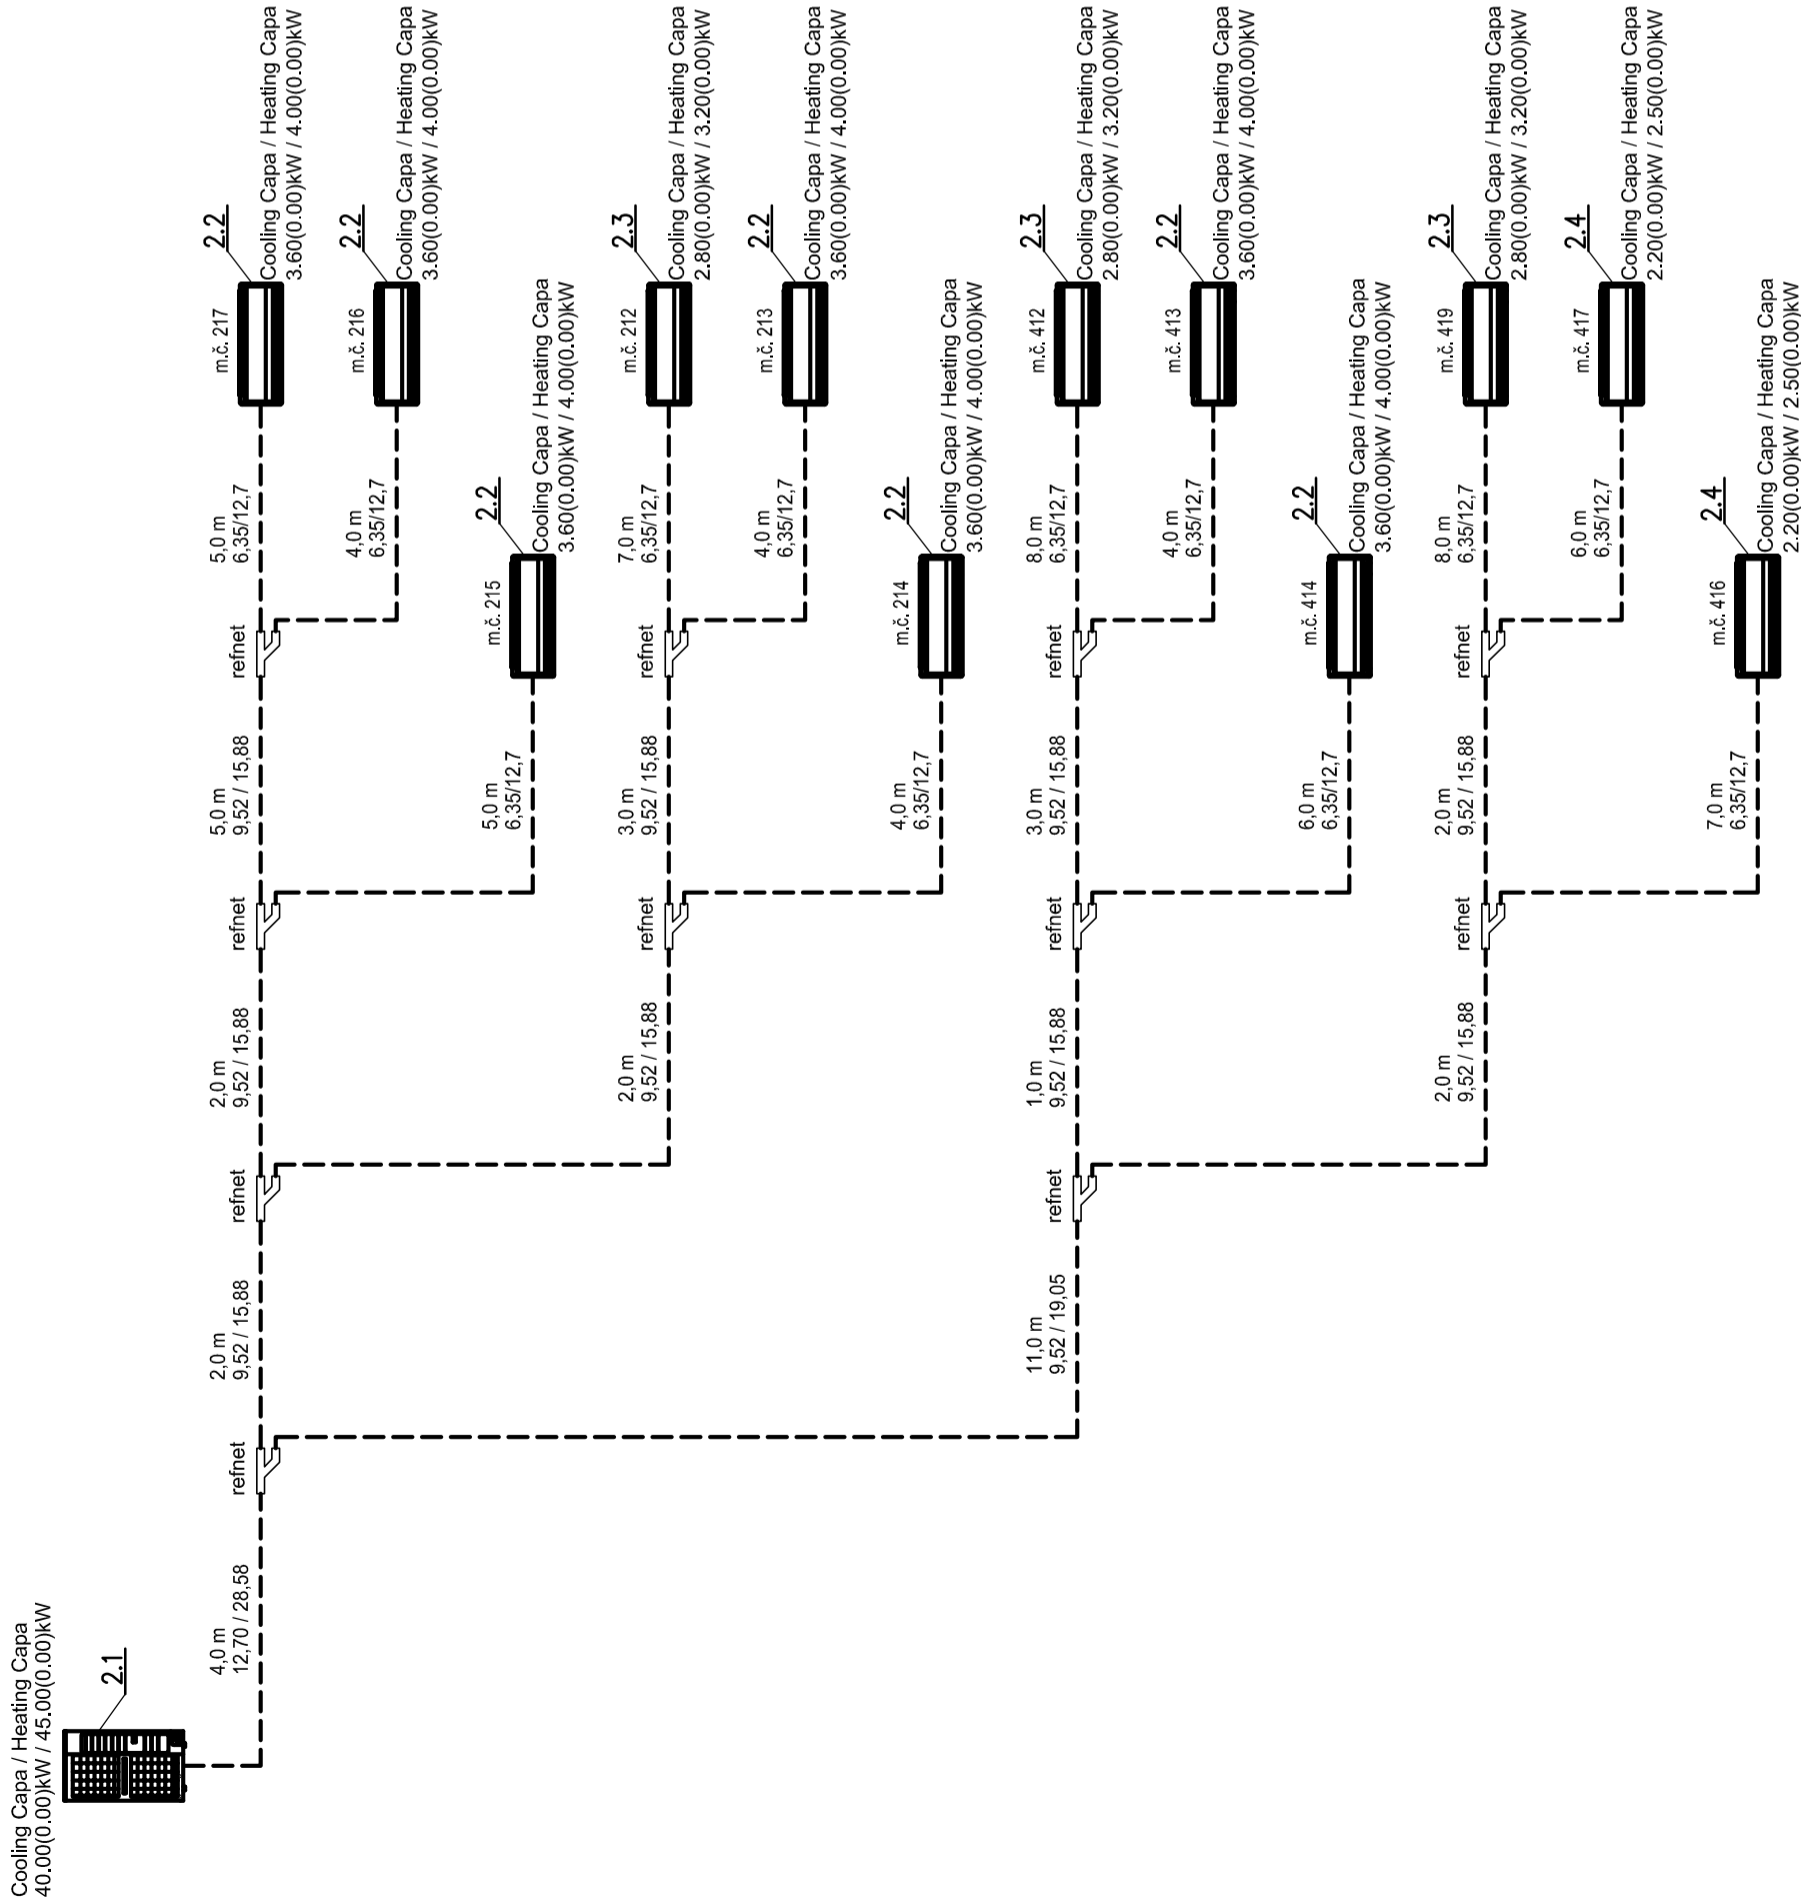 Cooling Capa / Heating Capa
40.00(0.00)kW / 45.00(0.00)kW
2.1
4,0 m
12,70 / 28,58
refnet
2,0 m
9,52 / 15,88
refnet
2,0 m
9,52 / 15,88
refnet
5,0 m
9,52 / 15,88
refnet
5,0 m
6,35/12,7
m.č. 217
2.2
Cooling Capa / Heating Capa
3.60(0.00)kW / 4.00(0.00)kW
4,0 m
6,35/12,7
m.č. 216
2.2
Cooling Capa / Heating Capa
3.60(0.00)kW / 4.00(0.00)kW
5,0 m
6,35/12,7
m.č. 215
2.2
Cooling Capa / Heating Capa
3.60(0.00)kW / 4.00(0.00)kW
2,0 m
9,52 / 15,88
refnet
3,0 m
9,52 / 15,88
refnet
7,0 m
6,35/12,7
m.č. 212
2.3
Cooling Capa / Heating Capa
2.80(0.00)kW / 3.20(0.00)kW
4,0 m
6,35/12,7
m.č. 213
2.2
Cooling Capa / Heating Capa
3.60(0.00)kW / 4.00(0.00)kW
4,0 m
6,35/12,7
m.č. 214
2.2
Cooling Capa / Heating Capa
3.60(0.00)kW / 4.00(0.00)kW
11,0 m
9,52 / 19,05
refnet
1,0 m
9,52 / 15,88
refnet
3,0 m
9,52 / 15,88
refnet
8,0 m
6,35/12,7
m.č. 412
2.3
Cooling Capa / Heating Capa
2.80(0.00)kW / 3.20(0.00)kW
4,0 m
6,35/12,7
m.č. 413
2.2
Cooling Capa / Heating Capa
3.60(0.00)kW / 4.00(0.00)kW
6,0 m
6,35/12,7
m.č. 414
2.2
Cooling Capa / Heating Capa
3.60(0.00)kW / 4.00(0.00)kW
2,0 m
9,52 / 15,88
refnet
2,0 m
9,52 / 15,88
refnet
8,0 m
6,35/12,7
m.č. 419
2.3
Cooling Capa / Heating Capa
2.80(0.00)kW / 3.20(0.00)kW
6,0 m
6,35/12,7
m.č. 417
2.4
Cooling Capa / Heating Capa
2.20(0.00)kW / 2.50(0.00)kW
7,0 m
6,35/12,7
m.č. 416
2.4
Cooling Capa / Heating Capa
2.20(0.00)kW / 2.50(0.00)kW